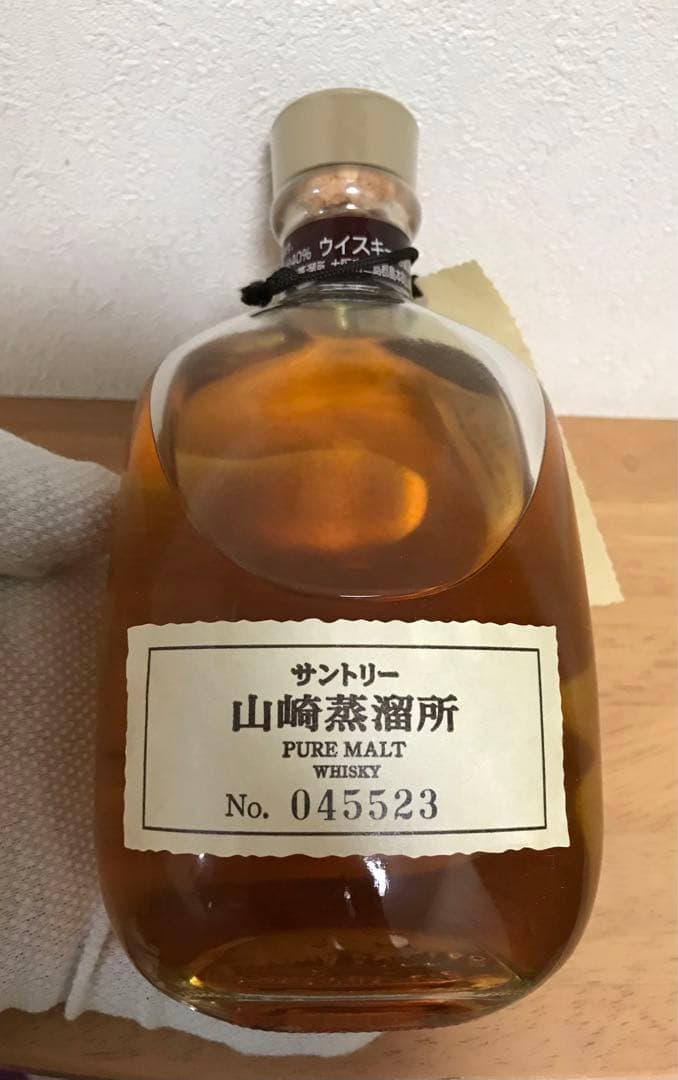 40% ウイスキー
サントリー
山崎蒸溜所
PURE MALT
WHISKY
No. 045523